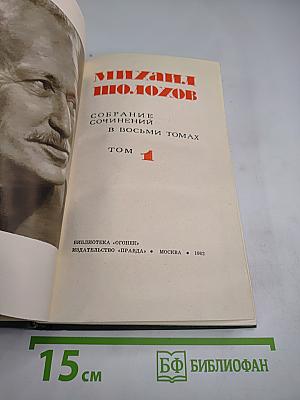 МИХАИЛ
ШОЛОХОВ
СОБРАНИЕ
СОЧИНЕНИЙ
В ВОСЬМИ ТОМАХ
ТОМ 1
БИБЛИОТЕКА «ОГОНЕК»
ИЗДАТЕЛЬСТВО «ПРАВДА» • МОСКВА • 1962
15 см
БФ БИБЛИОФАН